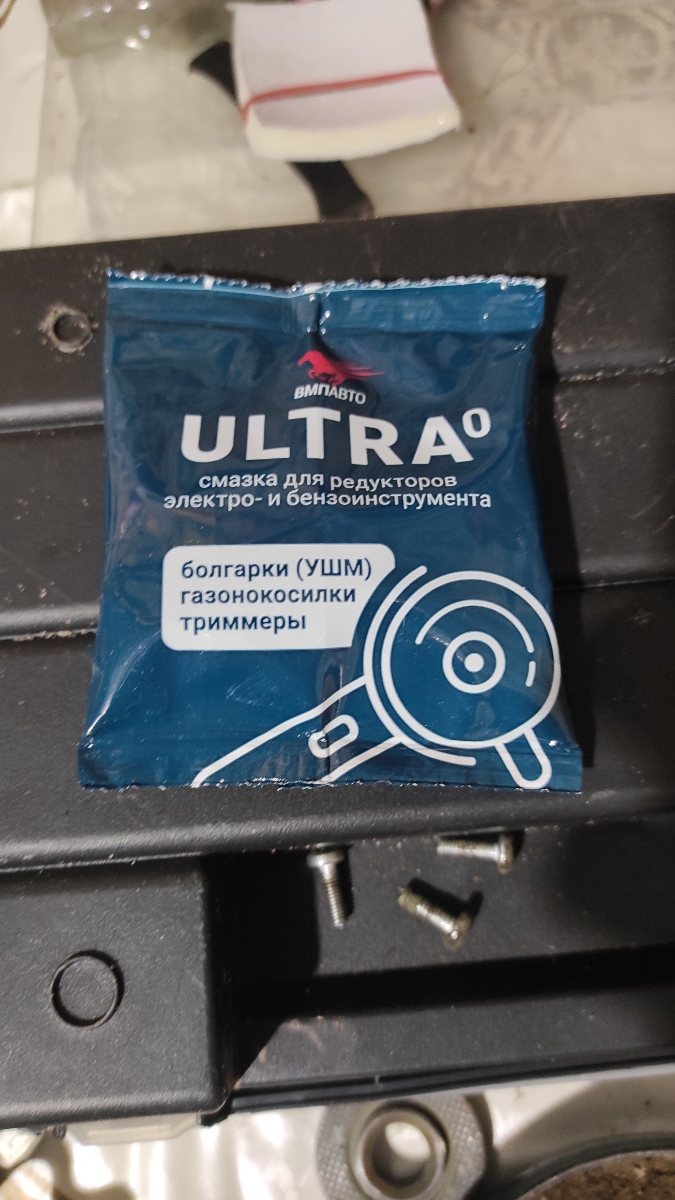 ВМПАВТО
ULTRA⁰
смазка для редукторов
электро- и бензоинструмента
болгарки (УШМ)
газонокосилки
триммеры